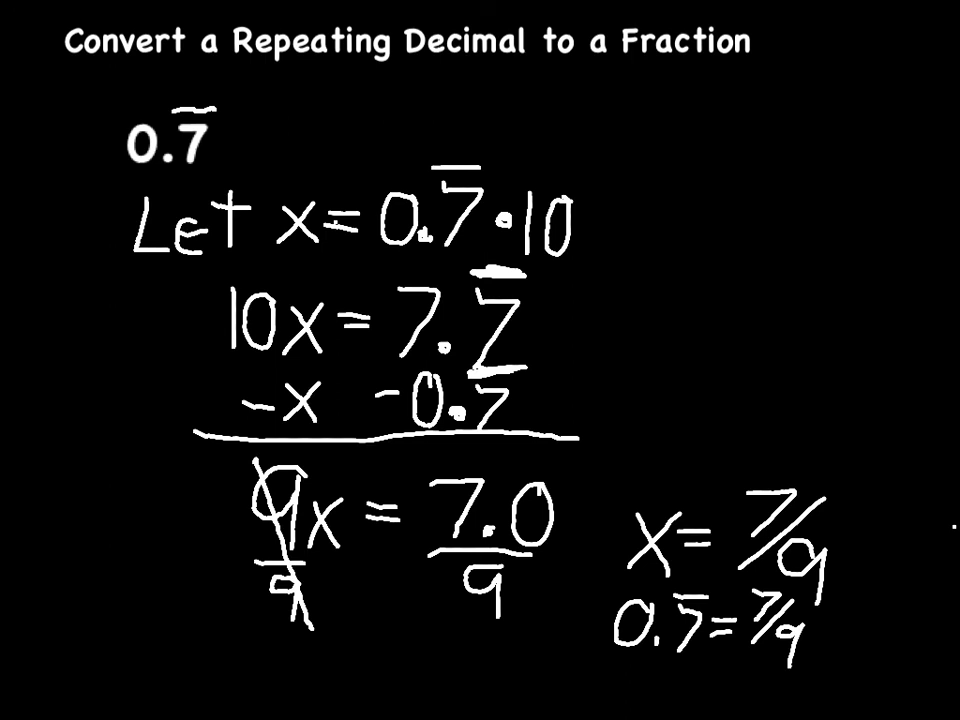 Convert a Repeating Decimal to a Fraction
0.7̅
LET x = 0.7̅ · 10
10x = 7.7̅
-x -0.7̅
9x = 7.0
9 9
x = 7/9
0.7̅ = 7/9